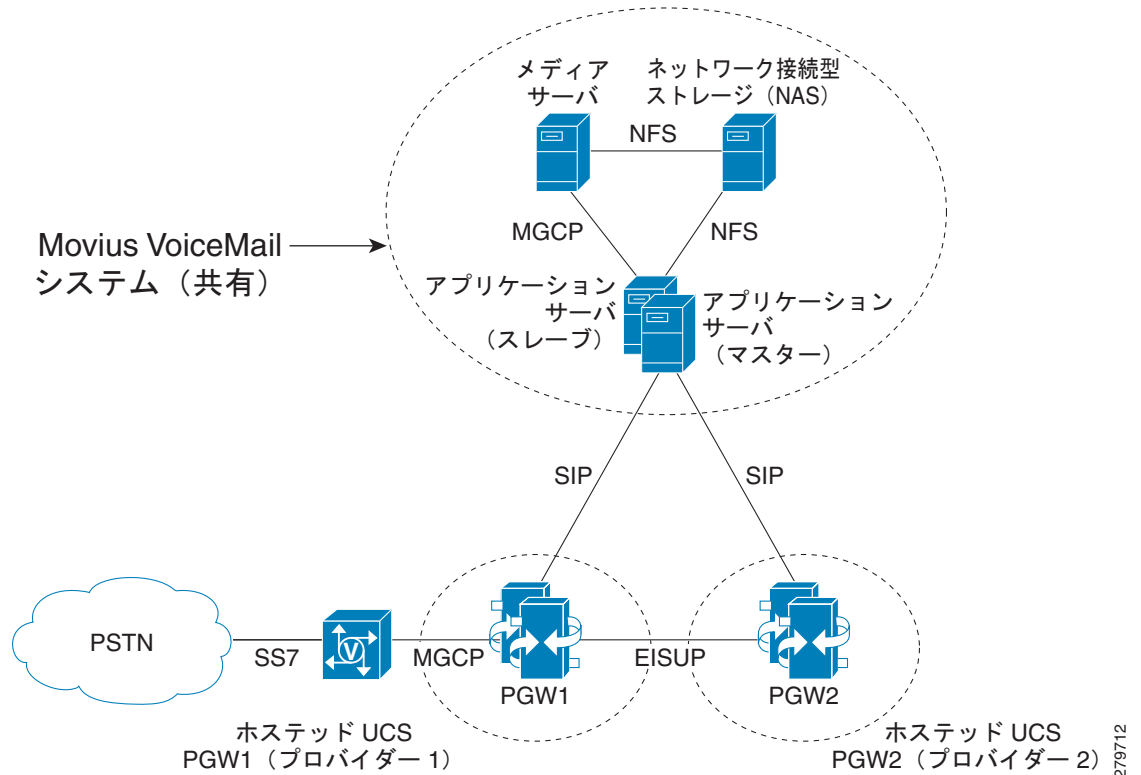 メディア
サーバ
ネットワーク接続型
ストレージ（NAS）
NFS
MGCP
NFS
Movius VoiceMail
システム（共有）
アプリケーション
サーバ
（スレーブ）
アプリケーション
サーバ
（マスター）
SIP
SIP
PSTN
SS7
V
MGCP
EISUP
PGW1
PGW2
ホステッド UCS
PGW1（プロバイダー 1）
ホステッド UCS
PGW2（プロバイダー 2）
279712